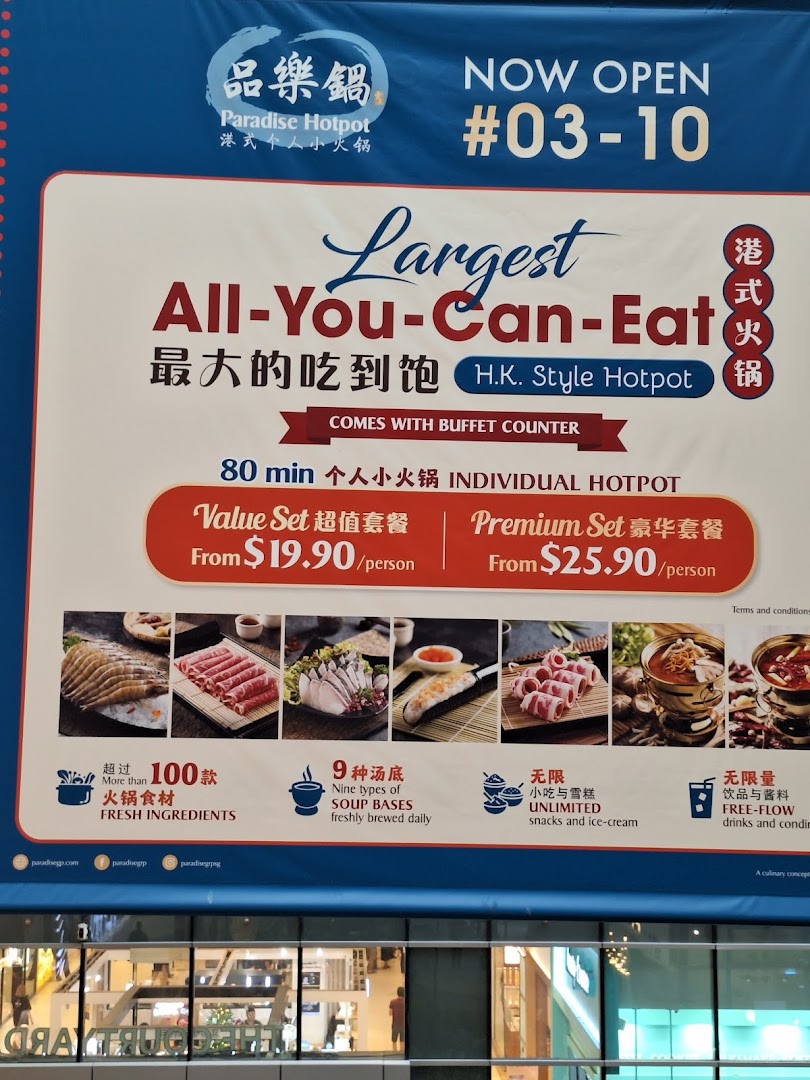 品樂鍋
Paradise Hotpot
港式个人小火锅
NOW OPEN
#03-10
Largest
All-You-Can-Eat
最大的吃到饱 H.K. Style Hotpot
港式火锅
COMES WITH BUFFET COUNTER
80 min 个人小火锅 INDIVIDUAL HOTPOT
Value Set 超值套餐
From $19.90/person
Premium Set 豪华套餐
From $25.90/person
Terms and conditions
超过
More than 100款
火锅食材
FRESH INGREDIENTS
9种汤底
Nine types of
SOUP BASES
freshly brewed daily
无限
小吃与雪糕
UNLIMITED
snacks and ice-cream
无限量
饮品与酱料
FREE-FLOW
drinks and condi
paradisegp.com paradisegrp paradisegrpsg
A culinary concept
THE COURTYARD